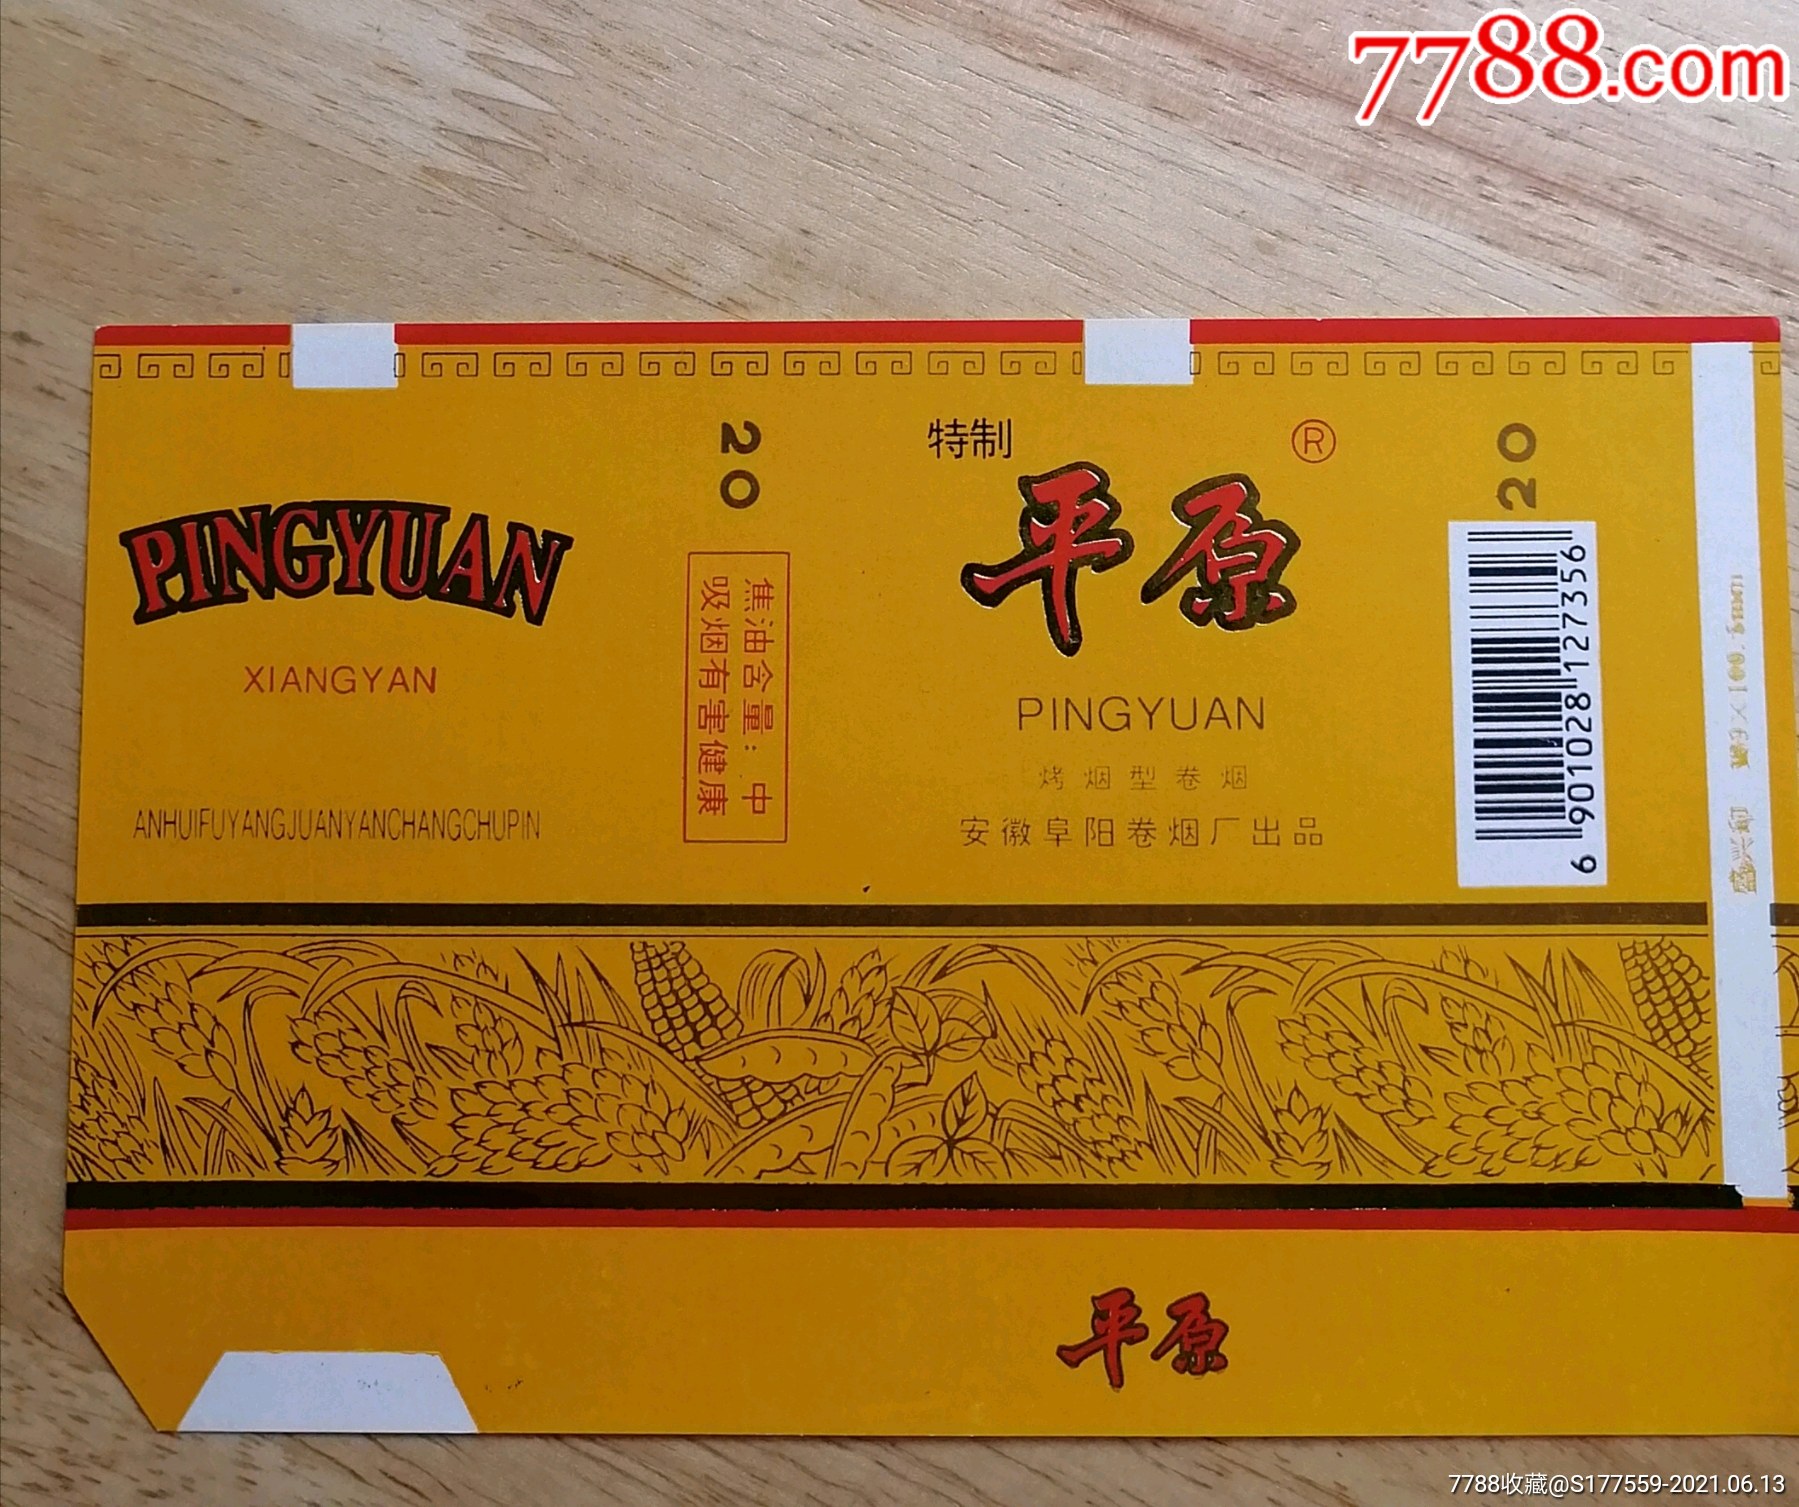 7788.com
PINGYUAN
XIANGYAN
ANHUIFUYANGJUANYANCHANGCHUPIN
20
焦油含量：中
吸烟有害健康
特制
®
平原
PINGYUAN
烤烟型卷烟
安徽阜阳卷烟厂出品
20
6901028127356
平原
7788收藏@S177559-2021.06.13